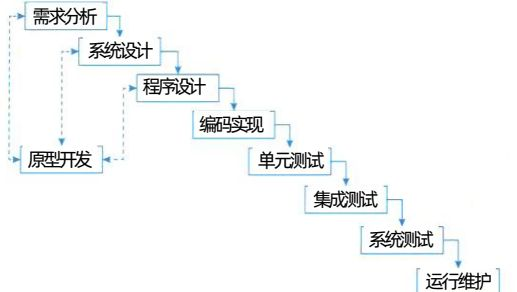 需求分析
系统设计
程序设计
编码实现
原型开发
单元测试
集成测试
系统测试
运行维护